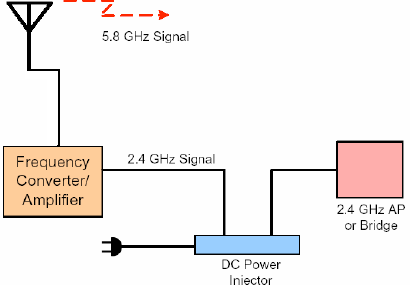 5.8 GHz Signal
2.4 GHz Signal
Frequency
Converter/
Amplifier
2.4 GHz AP
or Bridge
DC Power
Injector